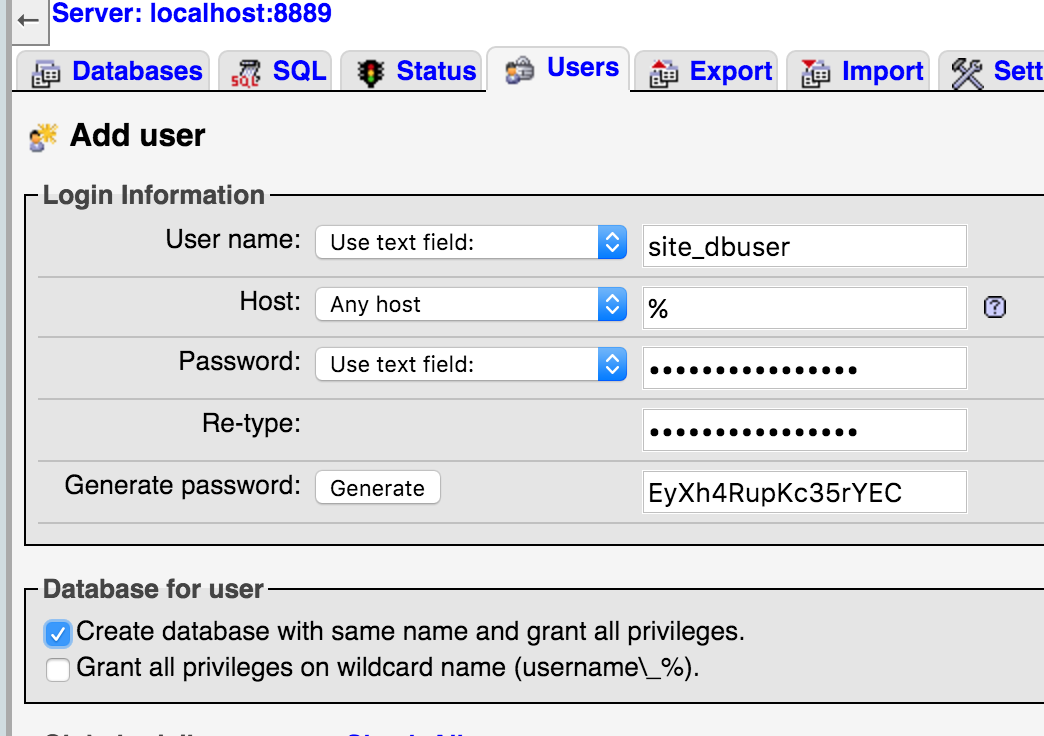 Server: localhost:8889
Databases SQL Status Users Export Import Sett
Add user
Login Information
User name: Use text field: site_dbuser
Host: Any host %
Password: Use text field: ••••••••••••••••
Re-type: ••••••••••••••••
Generate password: Generate EyXh4RupKc35rYEC
Database for user
Create database with same name and grant all privileges.
Grant all privileges on wildcard name (username\_%).